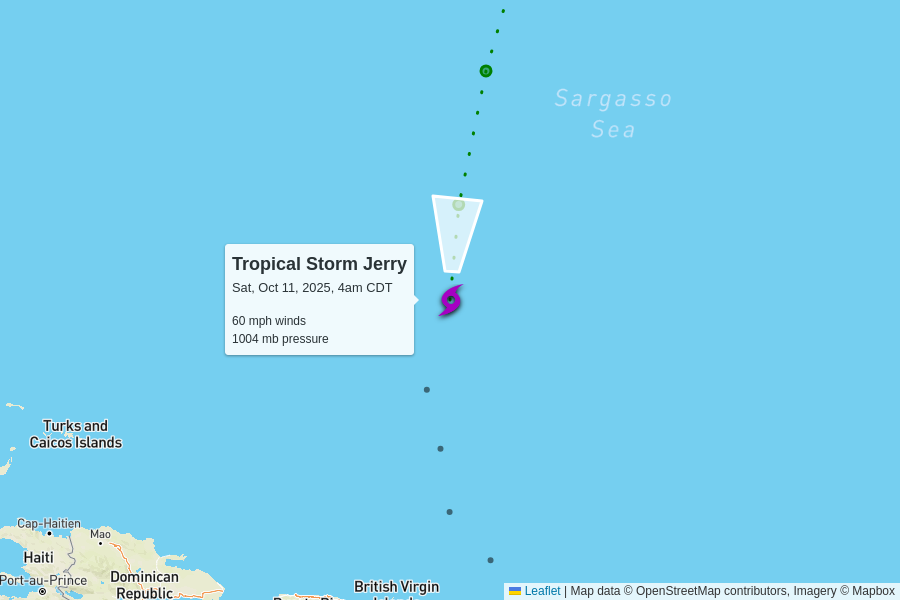 Sargasso
Sea
Tropical Storm Jerry
Sat, Oct 11, 2025, 4am CDT
60 mph winds
1004 mb pressure
Turks and
Caicos Islands
Cap-Haitien
Mao
Haiti
Port-au-Prince
Dominican
Republic
British Virgin
Leaflet | Map data © OpenStreetMap contributors, Imagery © Mapbox